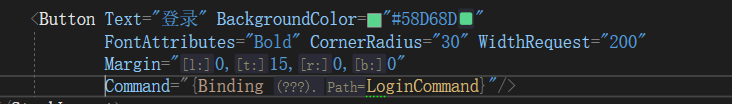 <Button Text="登录" BackgroundColor="#58D68D"
FontAttributes="Bold" CornerRadius="30" WidthRequest="200"
Margin="[l:]0,[t:]15,[r:]0,[b:]0"
Command="{Binding (???). Path=LoginCommand}"/>